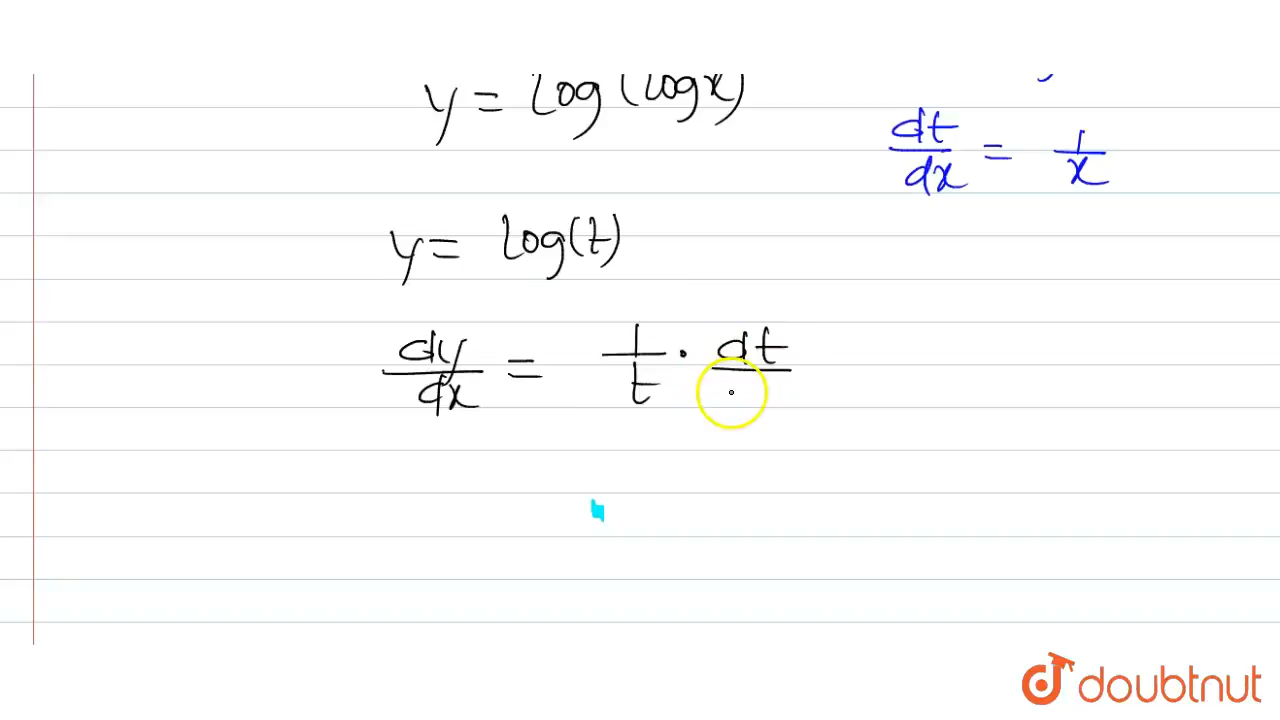 y = log(logx)
dt/dx = 1/x
y = log(t)
dy/dx = 1/t · dt
doubtnut